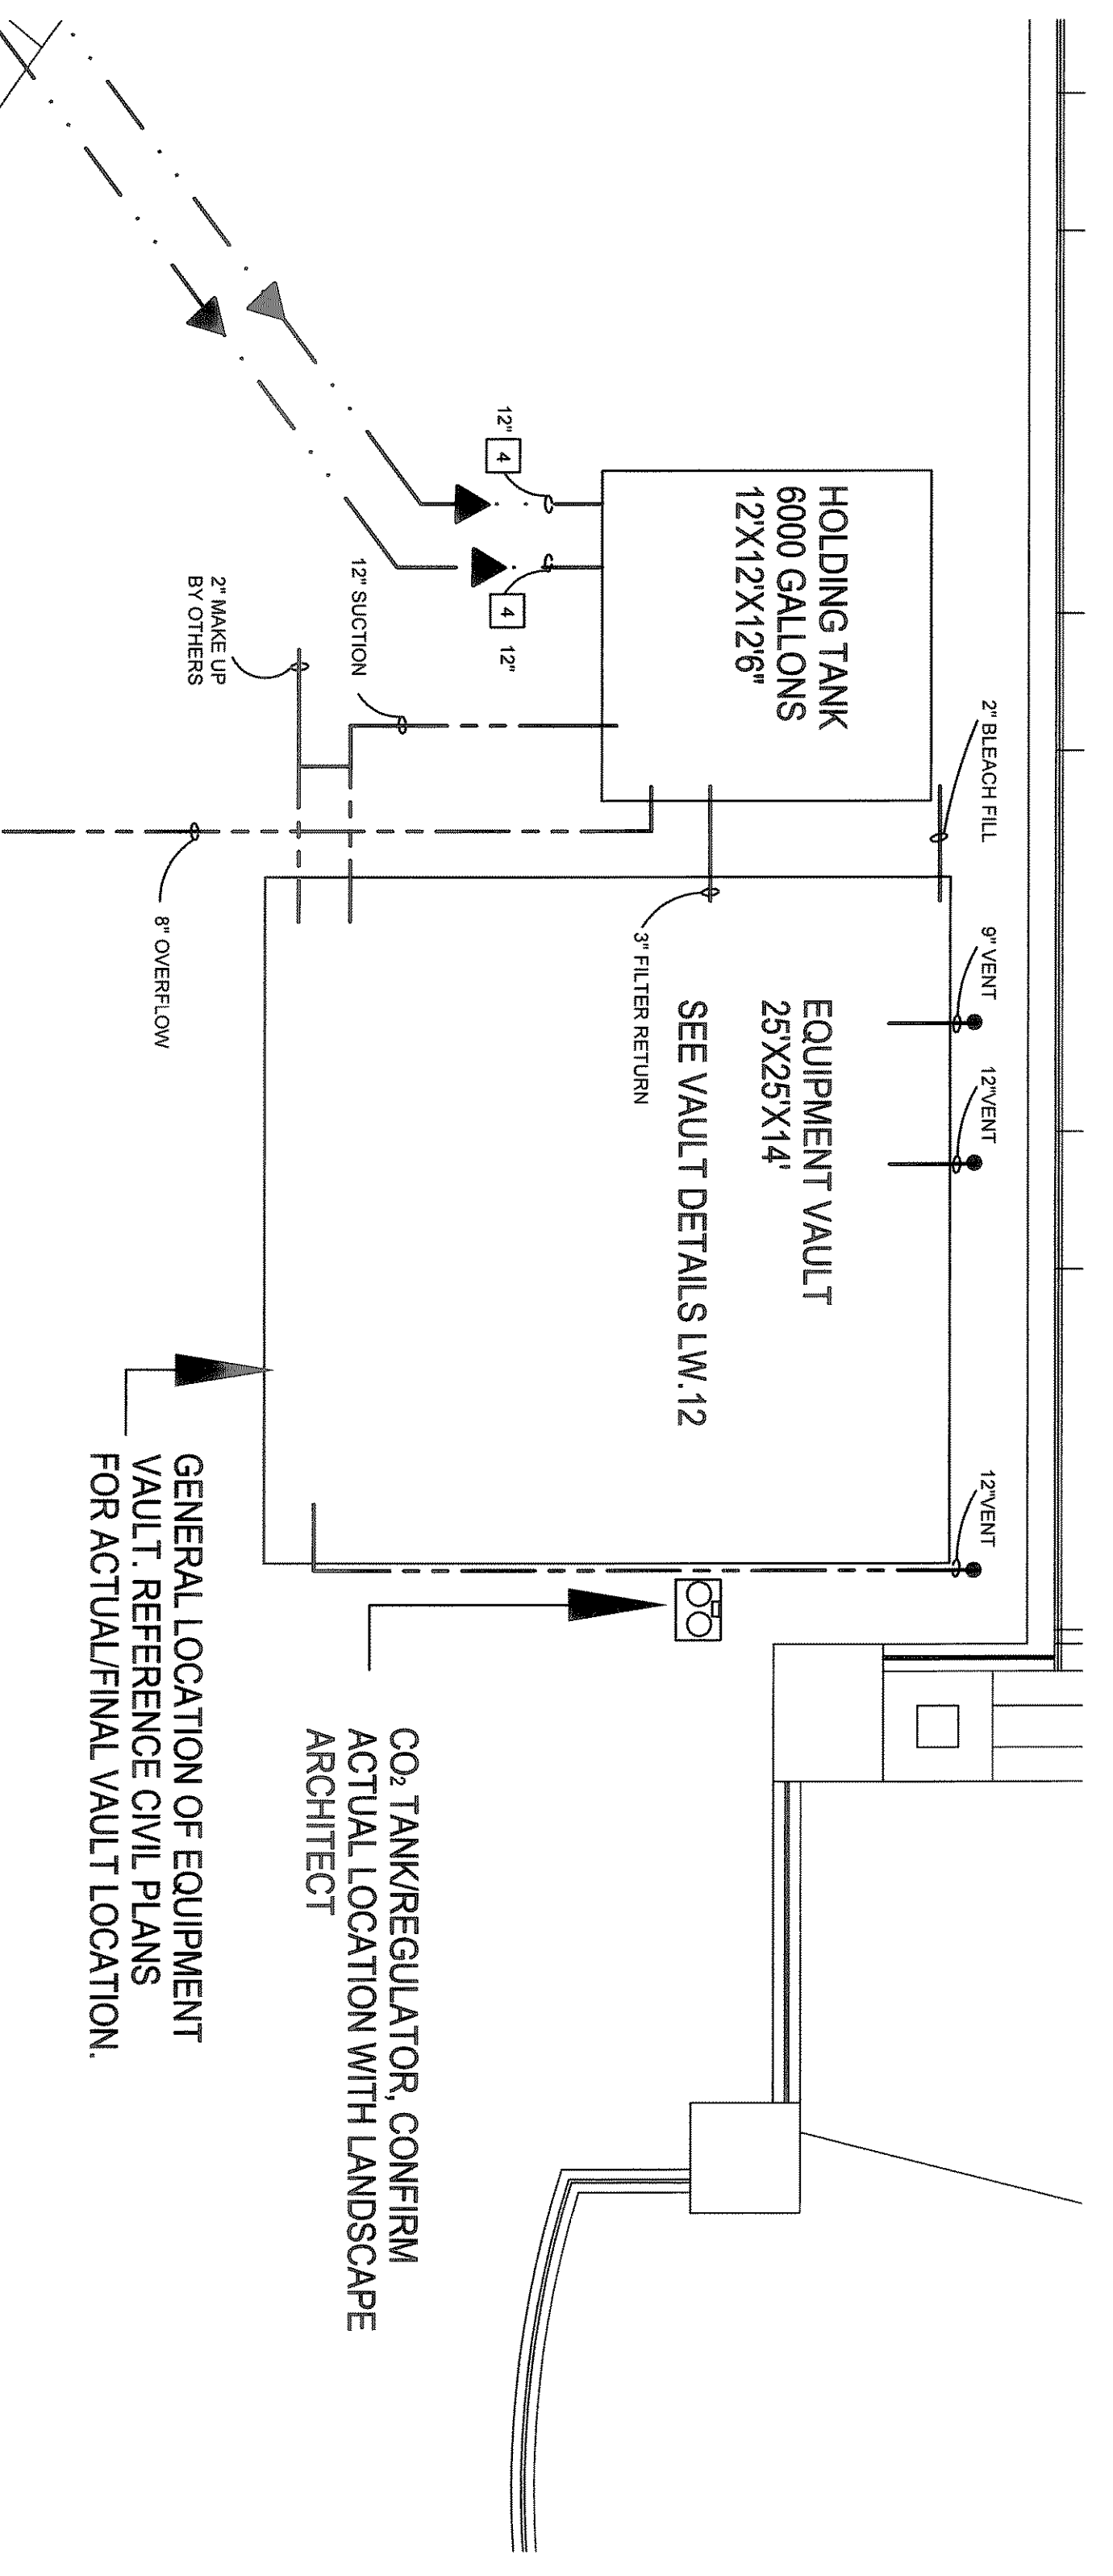 2" BLEACH FILL
9" VENT
12"VENT
12"VENT
HOLDING TANK
6000 GALLONS
12'X12'X12'6"
EQUIPMENT VAULT
25'X25'X14'
SEE VAULT DETAILS LW.12
3" FILTER RETURN
12"
4
4
12"
12" SUCTION
2" MAKE UP
BY OTHERS
8" OVERFLOW
CO₂ TANK/REGULATOR, CONFIRM
ACTUAL LOCATION WITH LANDSCAPE
ARCHITECT
GENERAL LOCATION OF EQUIPMENT
VAULT. REFERENCE CIVIL PLANS
FOR ACTUAL/FINAL VAULT LOCATION.